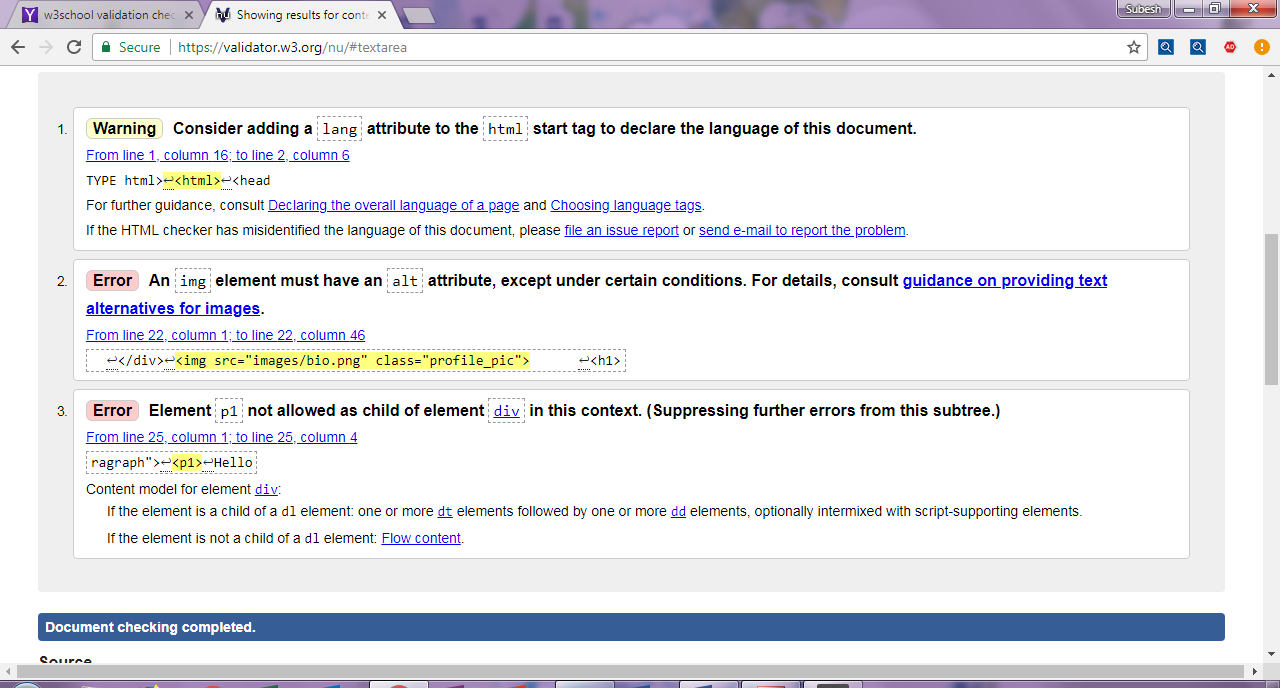 w3school validation chec
Showing results for conte
Subesh
Secure https://validator.w3.org/nu/#textarea
1. Warning Consider adding a lang attribute to the html start tag to declare the language of this document.
From line 1, column 16; to line 2, column 6
TYPE html>↩<html>↩<head
For further guidance, consult Declaring the overall language of a page and Choosing language tags.
If the HTML checker has misidentified the language of this document, please file an issue report or send e-mail to report the problem.
2. Error An img element must have an alt attribute, except under certain conditions. For details, consult guidance on providing text
alternatives for images.
From line 22, column 1; to line 22, column 46
↩</div>↩<img src="images/bio.png" class="profile_pic"> ↩<h1>
3. Error Element p1 not allowed as child of element div in this context. (Suppressing further errors from this subtree.)
From line 25, column 1; to line 25, column 4
ragraph">↩<p1>↩Hello
Content model for element div:
If the element is a child of a dl element: one or more dt elements followed by one or more dd elements, optionally intermixed with script-supporting elements.
If the element is not a child of a dl element: Flow content.
Document checking completed.
Source